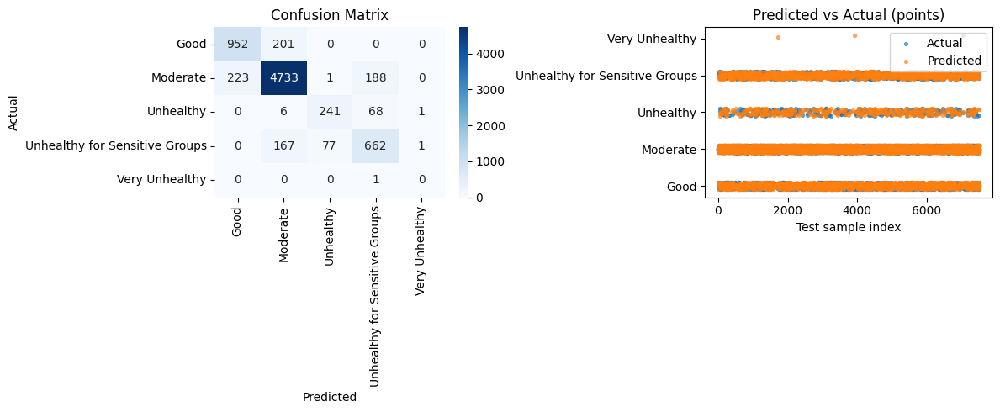 Confusion Matrix
Actual
Good 952 201 0 0 0
Moderate 223 4733 1 188 0
Unhealthy 0 6 241 68 1
Unhealthy for Sensitive Groups 0 167 77 662 1
Very Unhealthy 0 0 0 1 0
Good Moderate Unhealthy Unhealthy for Sensitive Groups Very Unhealthy
Predicted
4000
3000
2000
1000
0
Predicted vs Actual (points)
Actual
Predicted
Very Unhealthy
Unhealthy for Sensitive Groups
Unhealthy
Moderate
Good
0 2000 4000 6000
Test sample index